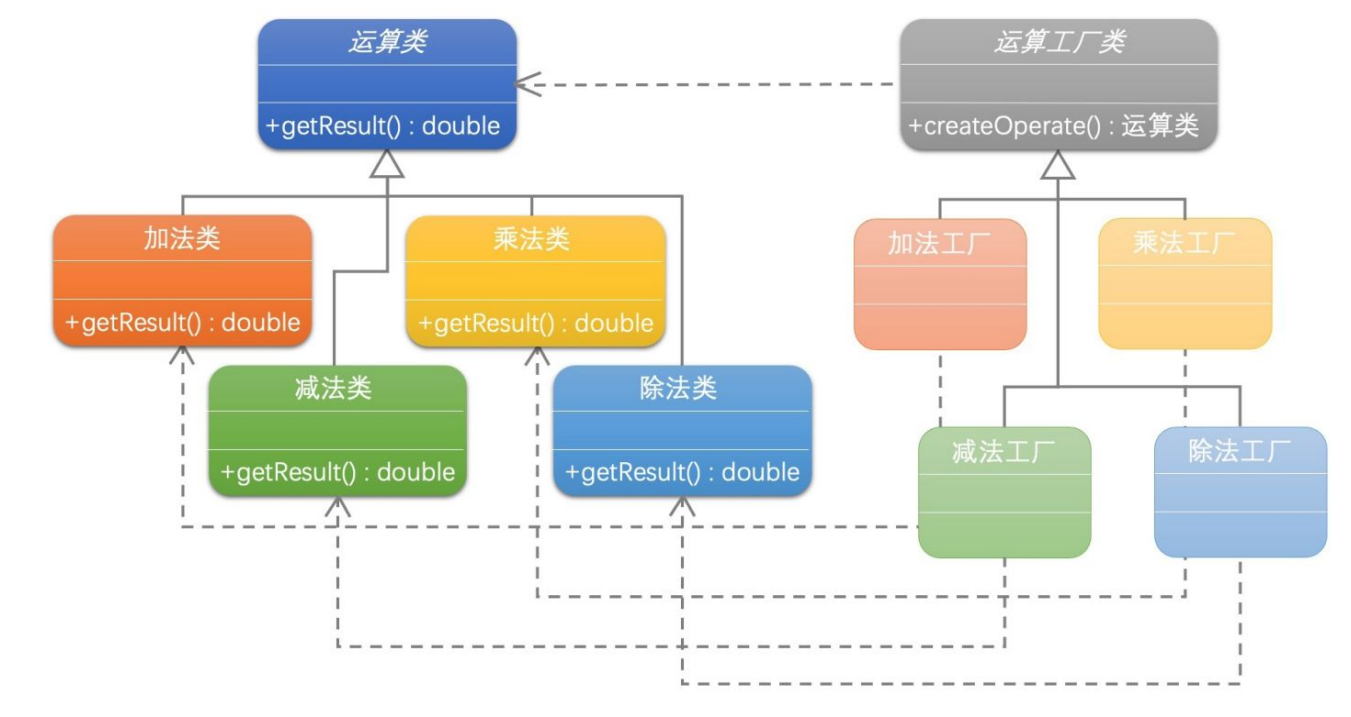 运算类
+getResult() : double
运算工厂类
+createOperate() : 运算类
加法类
+getResult() : double
乘法类
+getResult() : double
加法工厂
乘法工厂
减法类
+getResult() : double
除法类
+getResult() : double
减法工厂
除法工厂